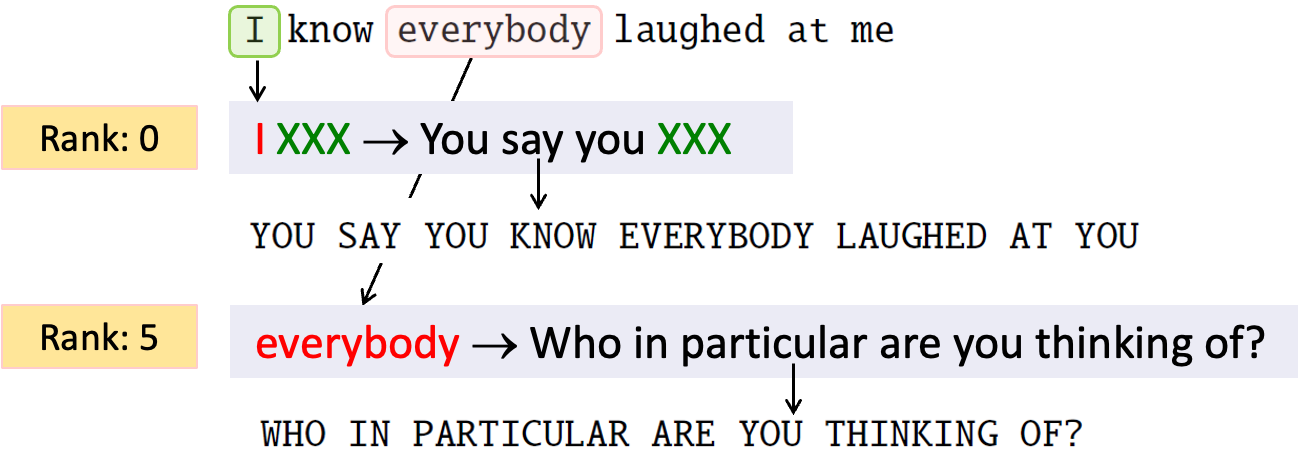 I know everybody laughed at me
Rank: 0
I XXX → You say you XXX
YOU SAY YOU KNOW EVERYBODY LAUGHED AT YOU
Rank: 5
everybody → Who in particular are you thinking of?
WHO IN PARTICULAR ARE YOU THINKING OF?